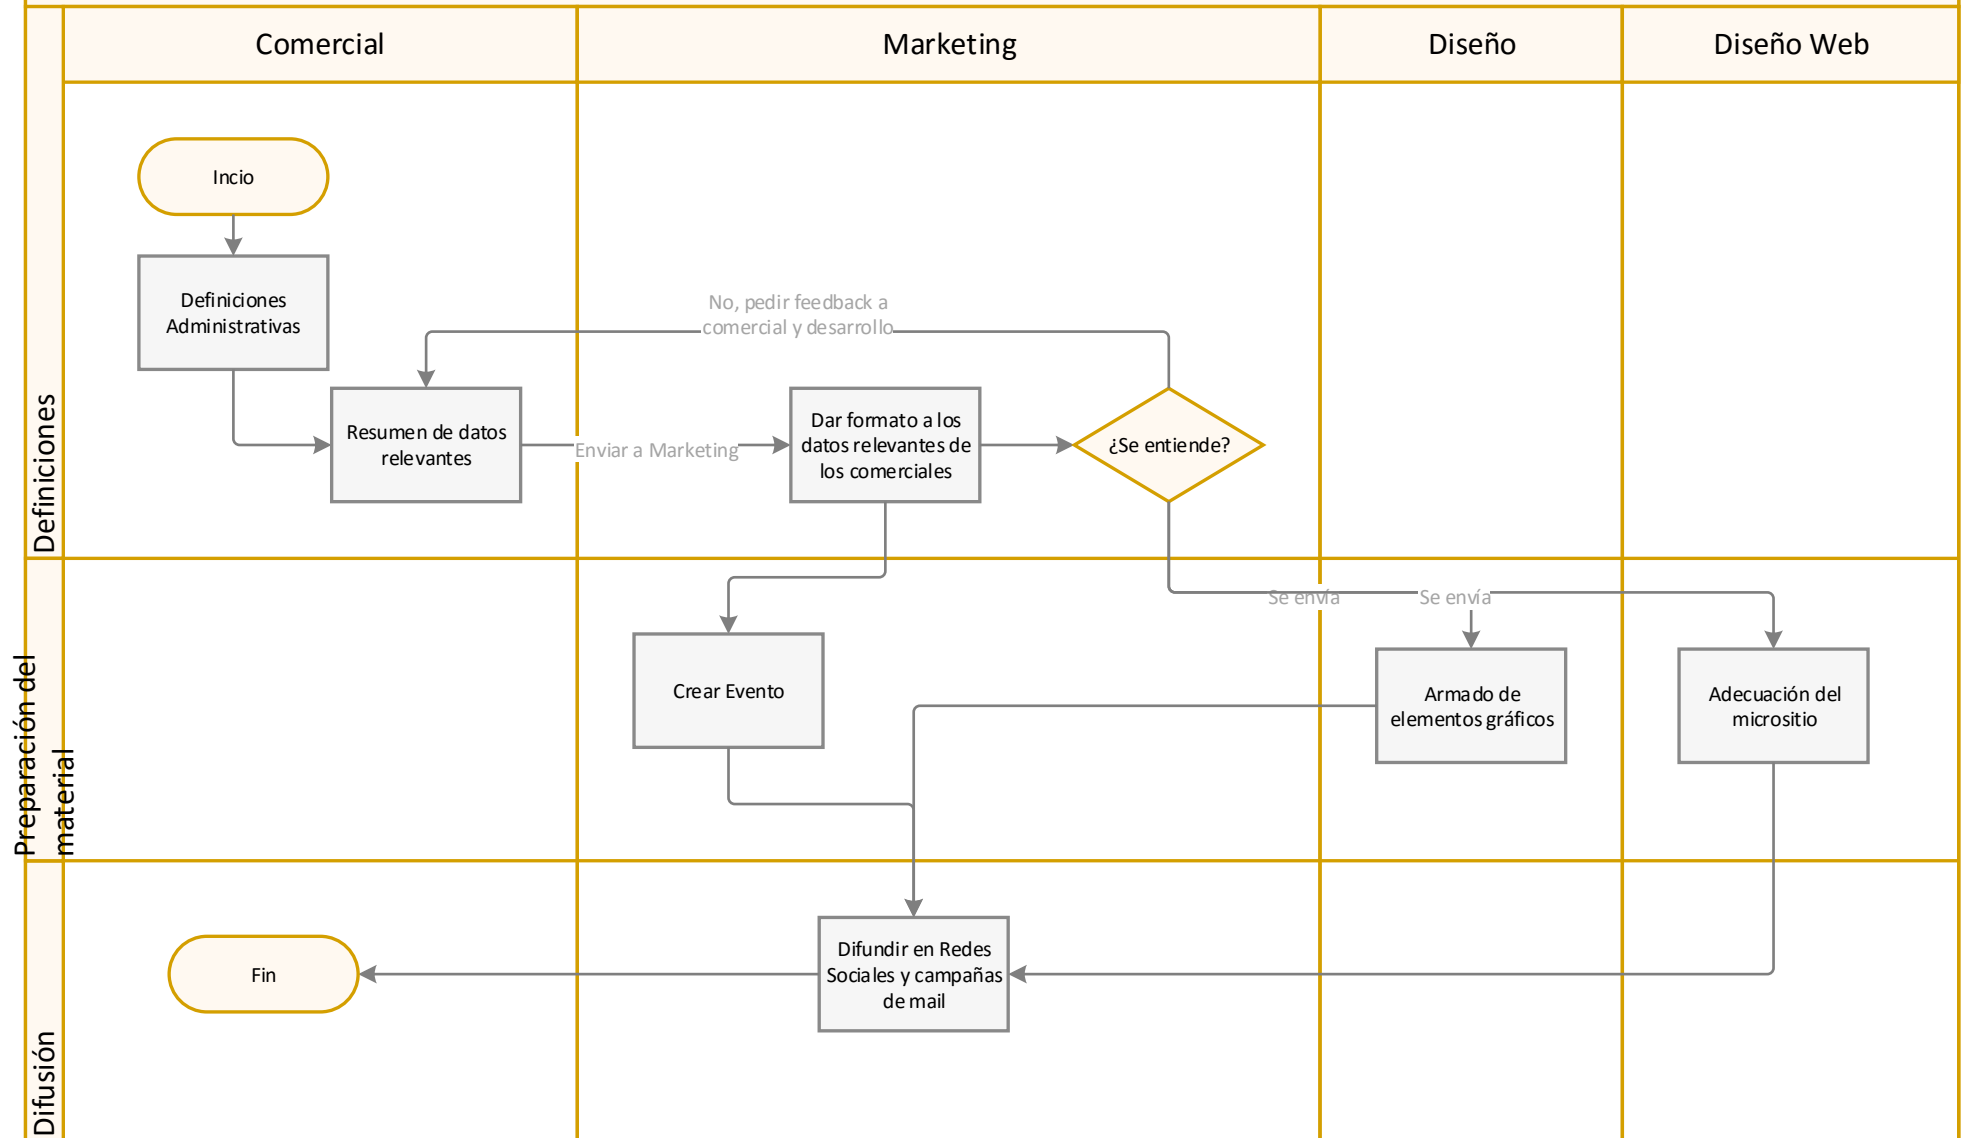 Comercial
Marketing
Diseño
Diseño Web
Definiciones
Incio
Definiciones
Administrativas
No, pedir feedback a
comercial y desarrollo
Resumen de datos
relevantes
Enviar a Marketing
Dar formato a los
datos relevantes de
los comerciales
¿Se entiende?
Preparación del
material
Se envía
Se envía
Crear Evento
Armado de
elementos gráficos
Adecuación del
micrositio
Difusión
Fin
Difundir en Redes
Sociales y campañas
de mail